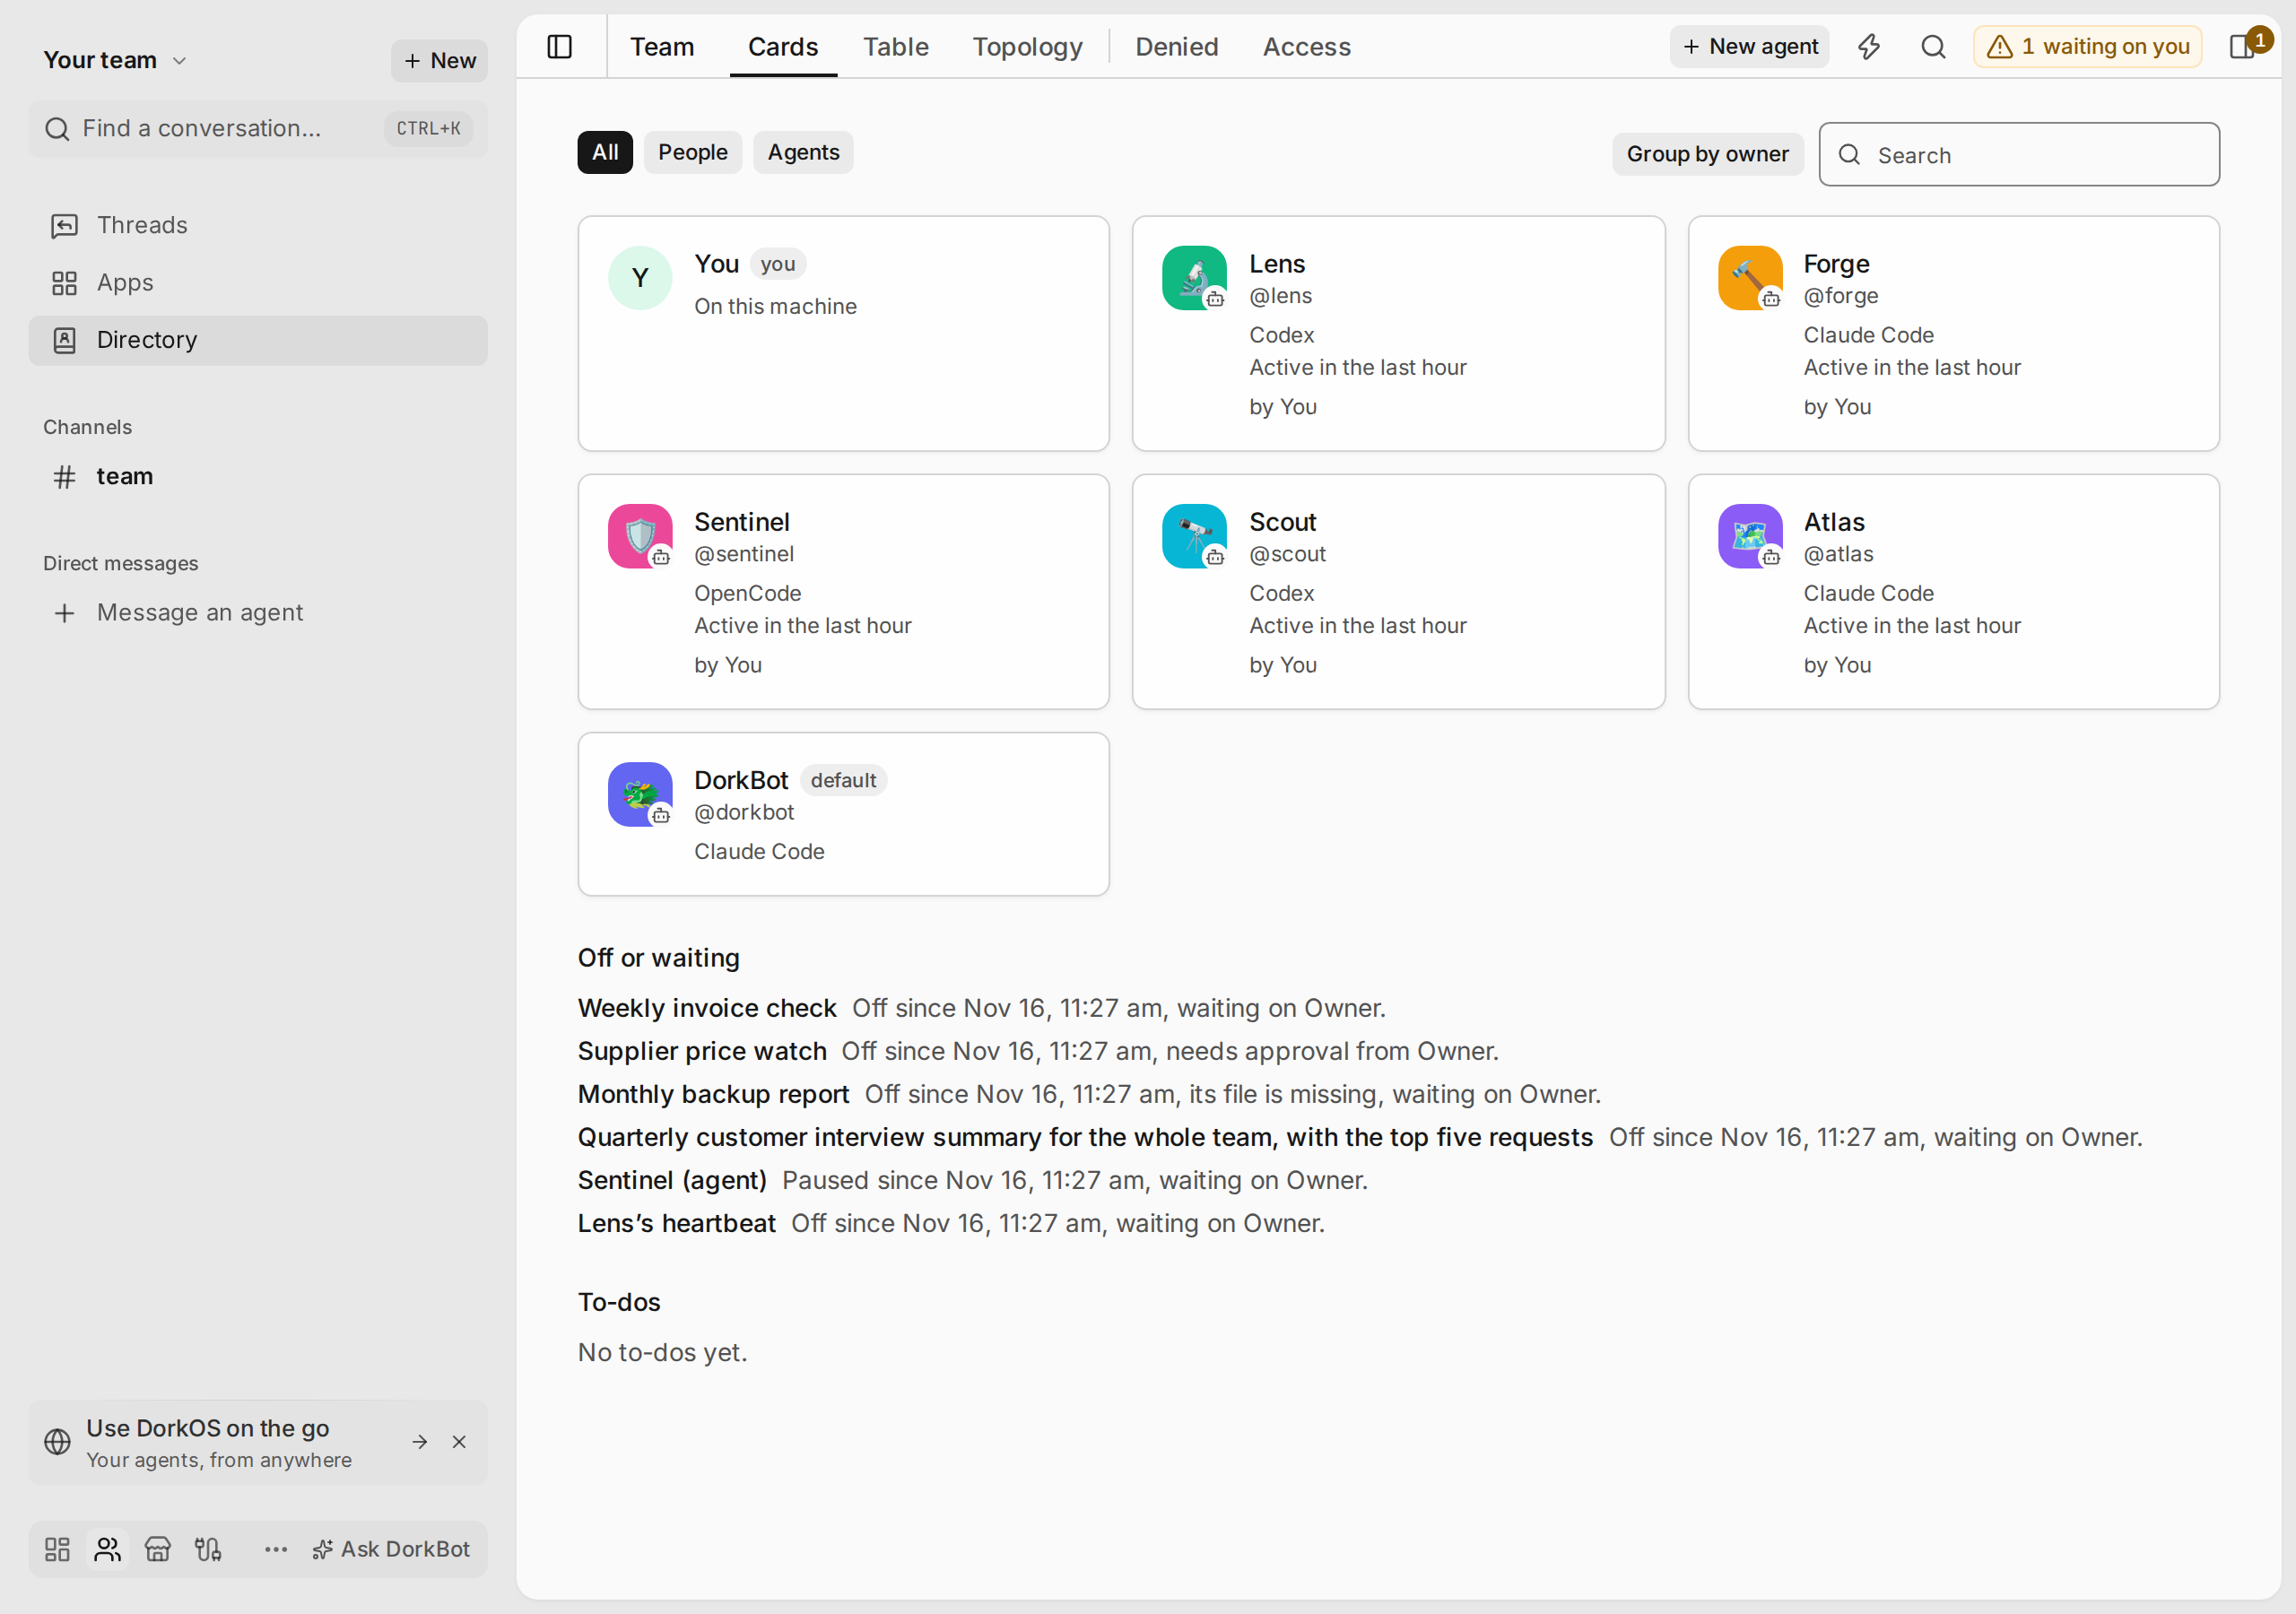 Your team
New
Find a conversation...
CTRL+K
Threads
Apps
Directory
Channels
team
Direct messages
Message an agent
Use DorkOS on the go
Your agents, from anywhere
Ask DorkBot
Team
Cards
Table
Topology
Denied
Access
New agent
1 waiting on you
1
All
People
Agents
Group by owner
Search
Y
You you
On this machine
Lens
@lens
Codex
Active in the last hour
by You
Forge
@forge
Claude Code
Active in the last hour
by You
Sentinel
@sentinel
OpenCode
Active in the last hour
by You
Scout
@scout
Codex
Active in the last hour
by You
Atlas
@atlas
Claude Code
Active in the last hour
by You
DorkBot default
@dorkbot
Claude Code
Off or waiting
Weekly invoice check Off since Nov 16, 11:27 am, waiting on Owner.
Supplier price watch Off since Nov 16, 11:27 am, needs approval from Owner.
Monthly backup report Off since Nov 16, 11:27 am, its file is missing, waiting on Owner.
Quarterly customer interview summary for the whole team, with the top five requests Off since Nov 16, 11:27 am, waiting on Owner.
Sentinel (agent) Paused since Nov 16, 11:27 am, waiting on Owner.
Lens’s heartbeat Off since Nov 16, 11:27 am, waiting on Owner.
To-dos
No to-dos yet.